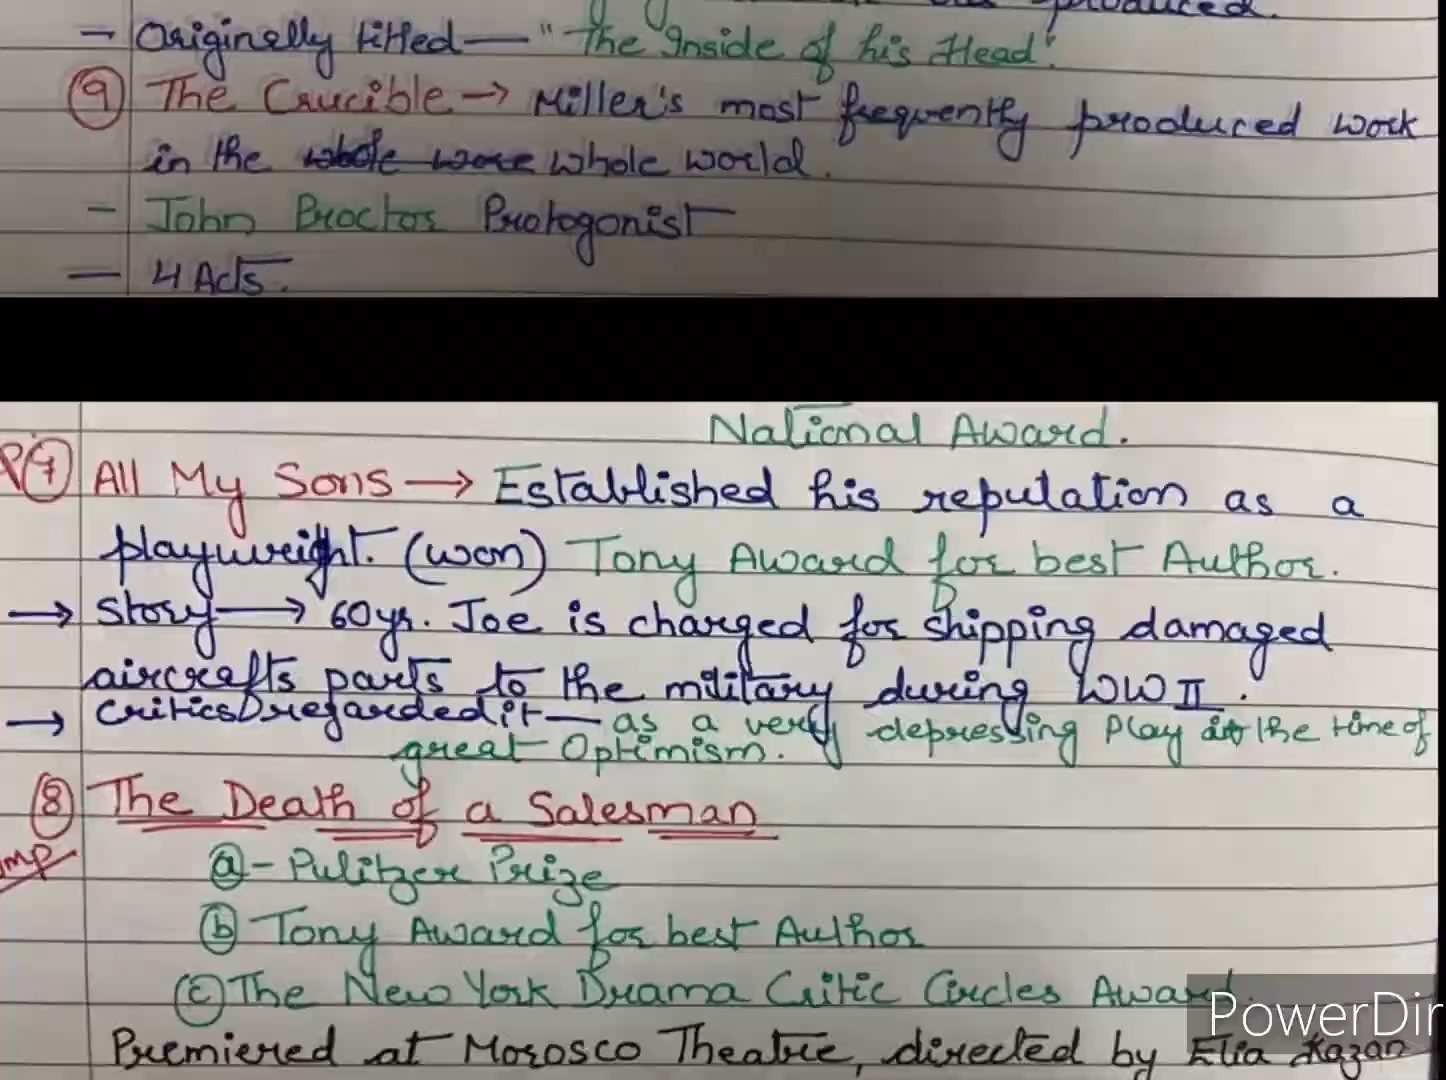 produced.
- Originally titled — "The Inside of his Head".
9 The Crucible → Miller's most frequently produced work
in the whole wore whole world.
- John Proctor Protogonist
- 4 Acts.
National Award.
7 All My Sons → Established his reputation as a
playwright. (won) Tony Award for best Author.
→ Story → 60yr. Joe is charged for shipping damaged
aircrafts parts to the military during WW II.
→ Critics regarded it — as a very depressing play at the time of
great Optimism.
8 The Death of a Salesman
Imp
a - Pulitzer Prize
b Tony Award for best Author
c The New York Drama Critic Circles Award.
PowerDir
Premiered at Morosco Theatre, directed by Elia Kazan